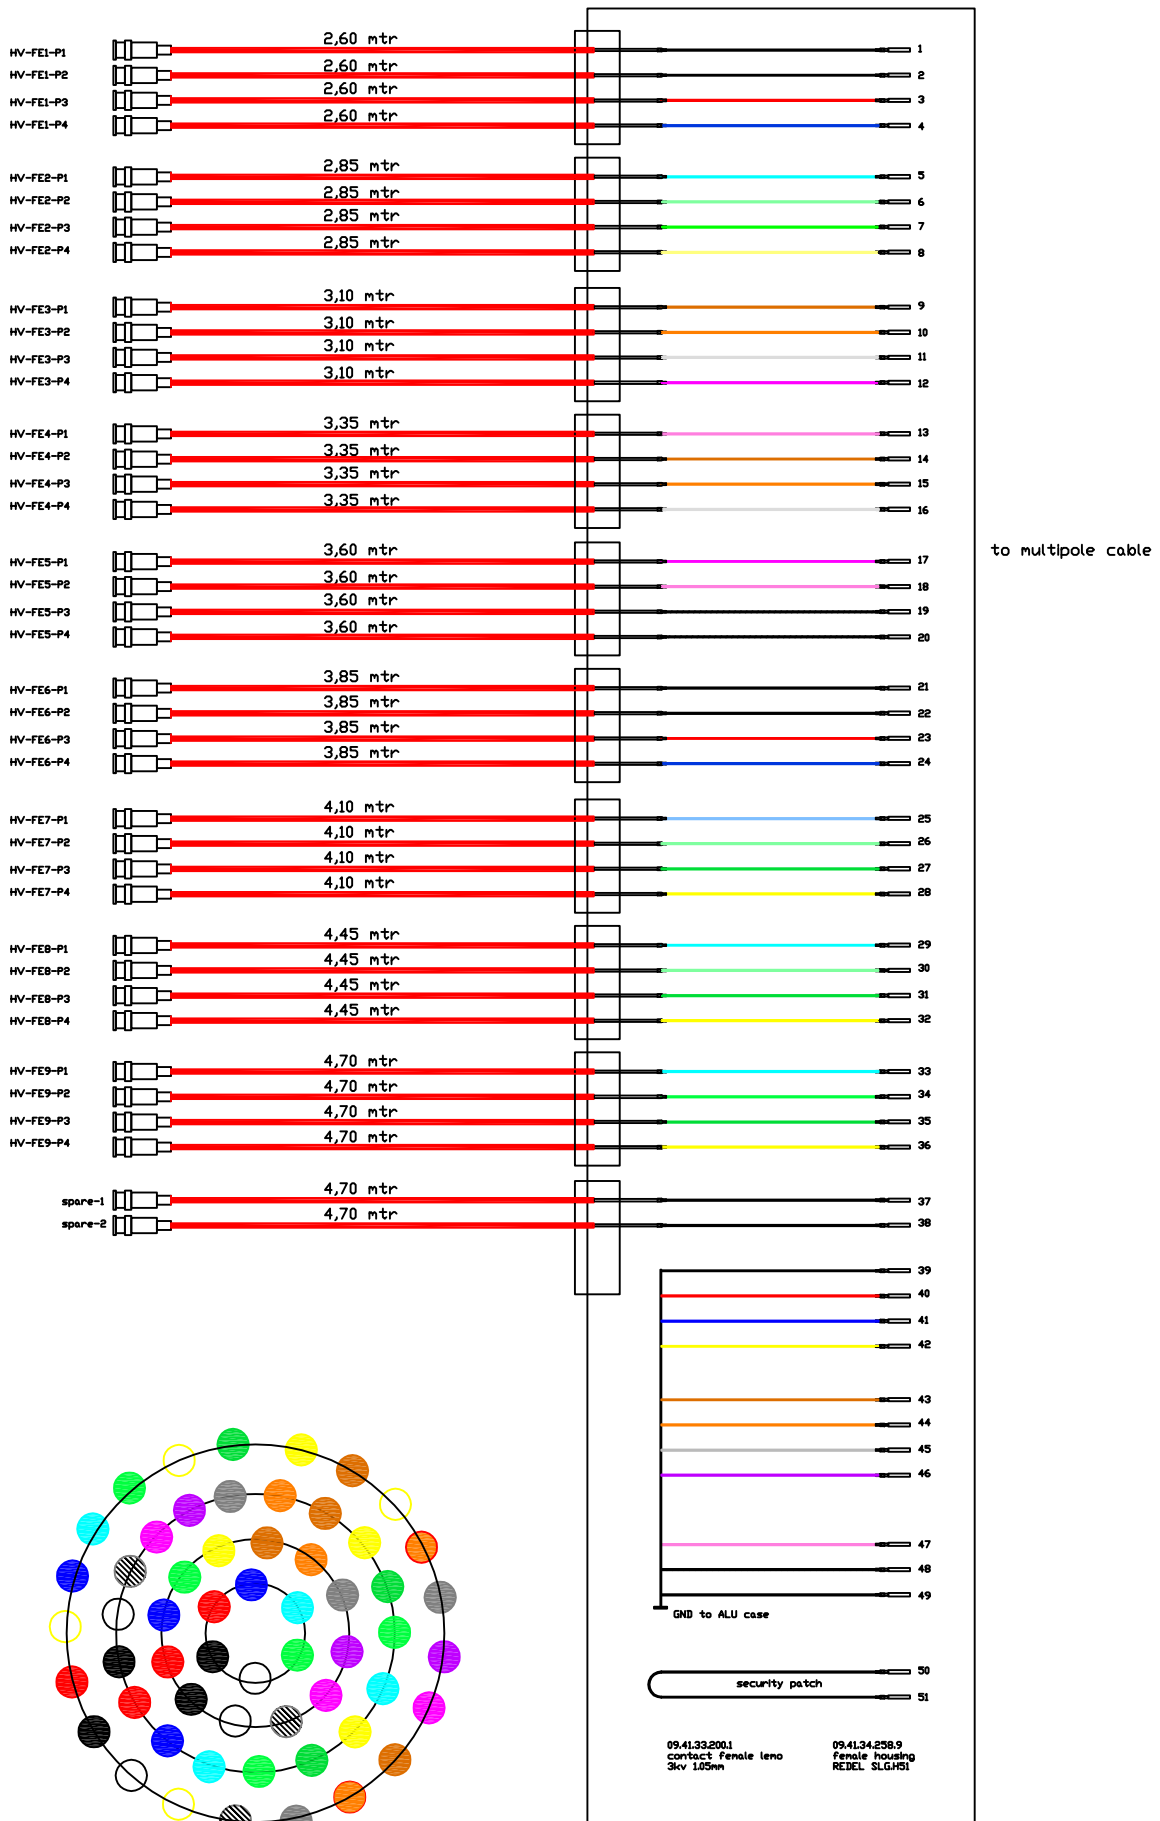 HV-FE1-P1 2,60 mtr 1
HV-FE1-P2 2,60 mtr 2
HV-FE1-P3 2,60 mtr 3
HV-FE1-P4 2,60 mtr 4
HV-FE2-P1 2,85 mtr 5
HV-FE2-P2 2,85 mtr 6
HV-FE2-P3 2,85 mtr 7
HV-FE2-P4 2,85 mtr 8
HV-FE3-P1 3,10 mtr 9
HV-FE3-P2 3,10 mtr 10
HV-FE3-P3 3,10 mtr 11
HV-FE3-P4 3,10 mtr 12
HV-FE4-P1 3,35 mtr 13
HV-FE4-P2 3,35 mtr 14
HV-FE4-P3 3,35 mtr 15
HV-FE4-P4 3,35 mtr 16
to multipole cable
HV-FE5-P1 3,60 mtr 17
HV-FE5-P2 3,60 mtr 18
HV-FE5-P3 3,60 mtr 19
HV-FE5-P4 3,60 mtr 20
HV-FE6-P1 3,85 mtr 21
HV-FE6-P2 3,85 mtr 22
HV-FE6-P3 3,85 mtr 23
HV-FE6-P4 3,85 mtr 24
HV-FE7-P1 4,10 mtr 25
HV-FE7-P2 4,10 mtr 26
HV-FE7-P3 4,10 mtr 27
HV-FE7-P4 4,10 mtr 28
HV-FE8-P1 4,45 mtr 29
HV-FE8-P2 4,45 mtr 30
HV-FE8-P3 4,45 mtr 31
HV-FE8-P4 4,45 mtr 32
HV-FE9-P1 4,70 mtr 33
HV-FE9-P2 4,70 mtr 34
HV-FE9-P3 4,70 mtr 35
HV-FE9-P4 4,70 mtr 36
spare-1 4,70 mtr 37
spare-2 4,70 mtr 38
39
40
41
42
43
44
45
46
47
48
49
GND to ALU case
50
security patch
51
09.41.33.200.1
contact female lemo
3kv 1.05mm
09.41.34.258.9
female housing
REDEL SLG.H51